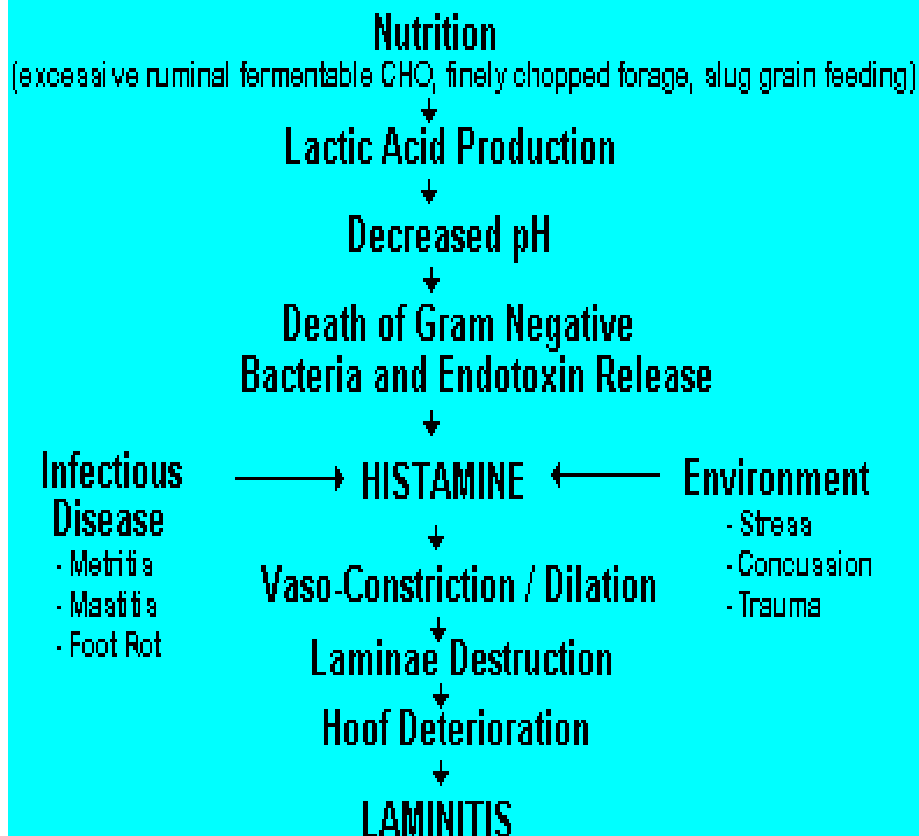 Nutrition
(excessive ruminal fermentable CHO, finely chopped forage, slug grain feeding)
Lactic Acid Production
Decreased pH
Death of Gram Negative
Bacteria and Endotoxin Release
Infectious
Disease
- Metritis
- Mastitis
- Foot Rot
HISTAMINE
Environment
- Stress
- Concussion
- Trauma
Vaso-Constriction / Dilation
Laminae Destruction
Hoof Deterioration
LAMINITIS